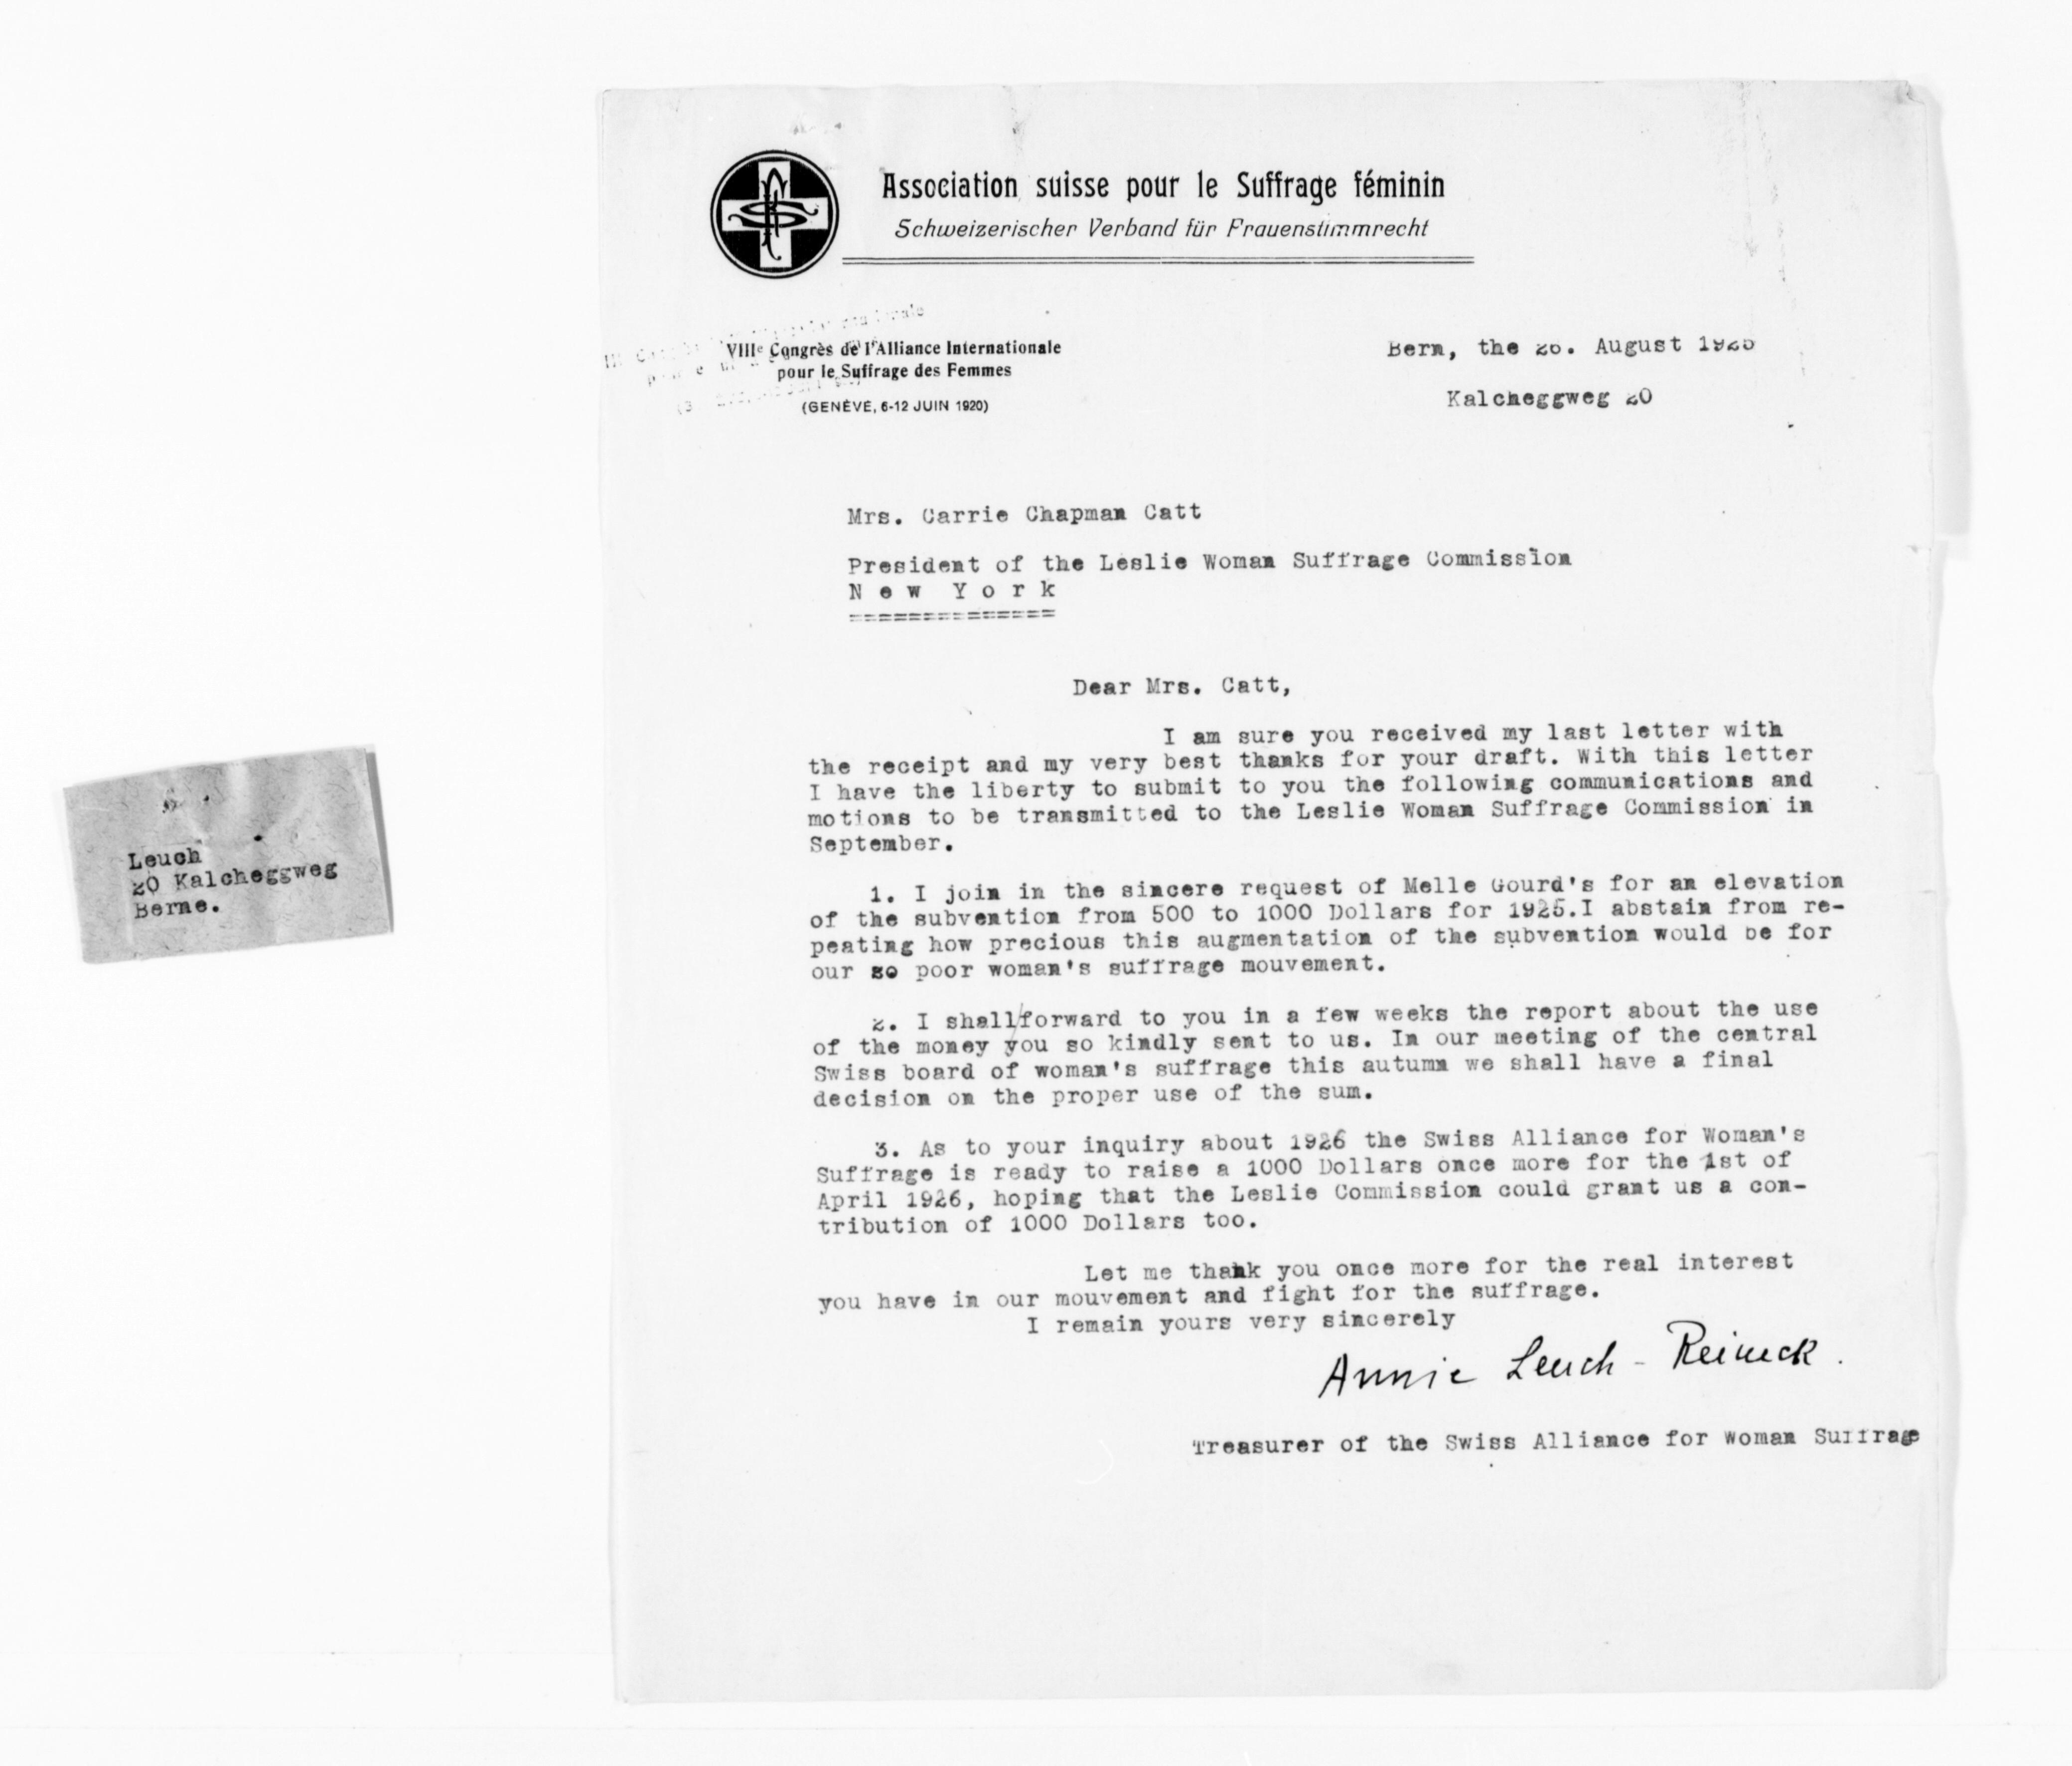 Association suisse pour le Suffrage féminin
Schweizerischer Verband für Frauenstimmrecht
VIIIe Congrès de l'Alliance Internationale
pour le Suffrage des Femmes
(GENÈVE, 6-12 JUIN 1920)
Bern, the 26. August 1925
Kalcheggweg 20
Mrs. Carrie Chapman Catt
President of the Leslie Woman Suffrage Commission
N e w  Y o r k
==============
Dear Mrs. Catt,
I am sure you received my last letter with
the receipt and my very best thanks for your draft. With this letter
I have the liberty to submit to you the following communications and
motions to be transmitted to the Leslie Woman Suffrage Commission in
September.
1. I join in the sincere request of Melle Gourd's for an elevation
of the subvention from 500 to 1000 Dollars for 1925.I abstain from re-
peating how precious this augmentation of the subvention would be for
our so poor woman's suffrage mouvement.
2. I shall/forward to you in a few weeks the report about the use
of the money you so kindly sent to us. In our meeting of the central
Swiss board of woman's suffrage this autumn we shall have a final
decision on the proper use of the sum.
3. As to your inquiry about 1926 the Swiss Alliance for Woman's
Suffrage is ready to raise a 1000 Dollars once more for the 1st of
April 1926, hoping that the Leslie Commission could grant us a con-
tribution of 1000 Dollars too.
Let me thank you once more for the real interest
you have in our mouvement and fight for the suffrage.
I remain yours very sincerely
Annie Leuch - Reineck.
Treasurer of the Swiss Alliance for Woman Suffrage
Leuch
20 Kalcheggweg
Berne.